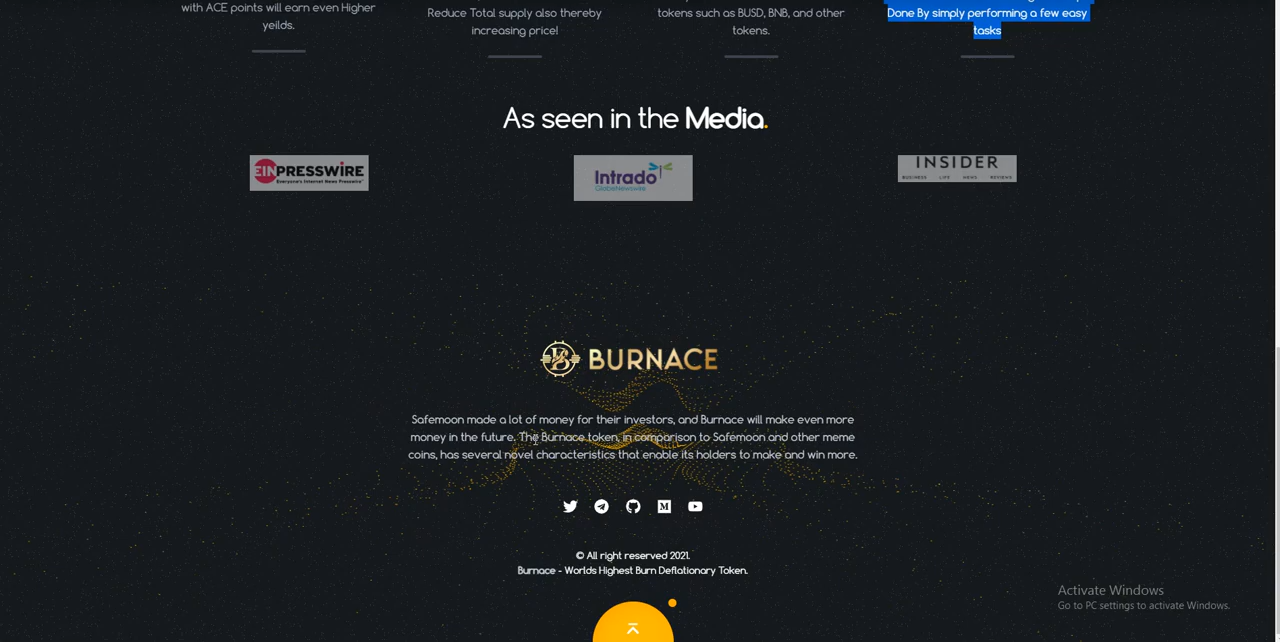 with ACE points will earn even Higher
yeilds.
Reduce Total supply also thereby
increasing price!
tokens such as BUSD, BNB, and other
tokens.
Done By simply performing a few easy
tasks
As seen in the Media.
EINPRESSWIRE
Everyone's Internet News Presswire
Intrado
GlobeNewswire
INSIDER
BUSINESS LIFE NEWS REVIEWS
BURNACE
Safemoon made a lot of money for their investors, and Burnace will make even more
money in the future. The Burnace token, in comparison to Safemoon and other meme
coins, has several novel characteristics that enable its holders to make and win more.
© All right reserved 2021.
Burnace - Worlds Highest Burn Deflationary Token.
Activate Windows
Go to PC settings to activate Windows.